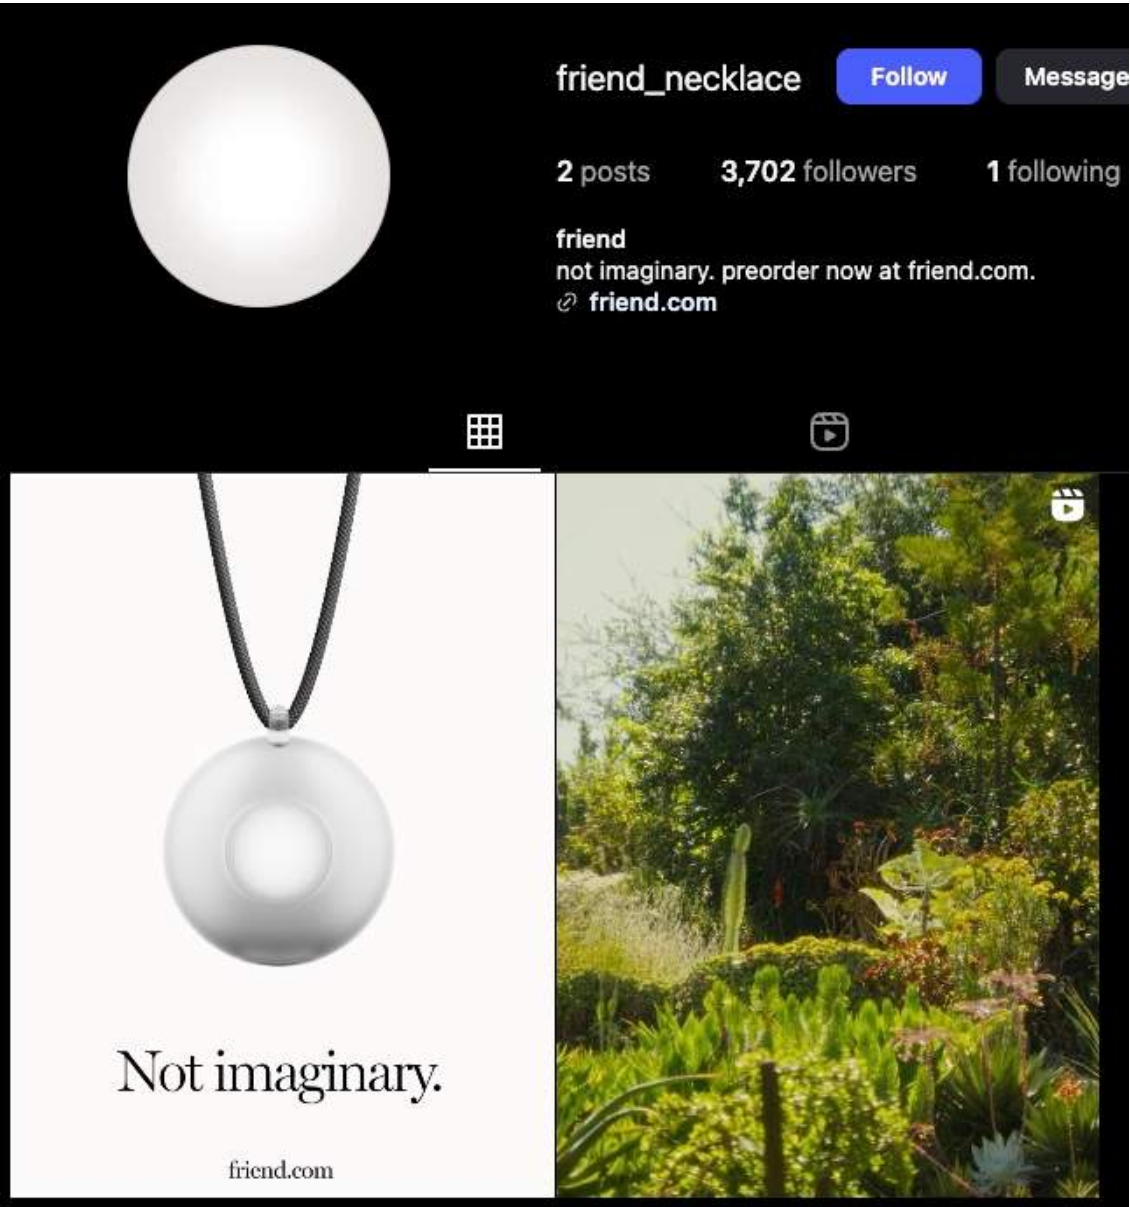 friend_necklace
Follow
Message
2 posts
3,702 followers
1 following
friend
not imaginary. preorder now at friend.com.
friend.com
Not imaginary.
friend.com